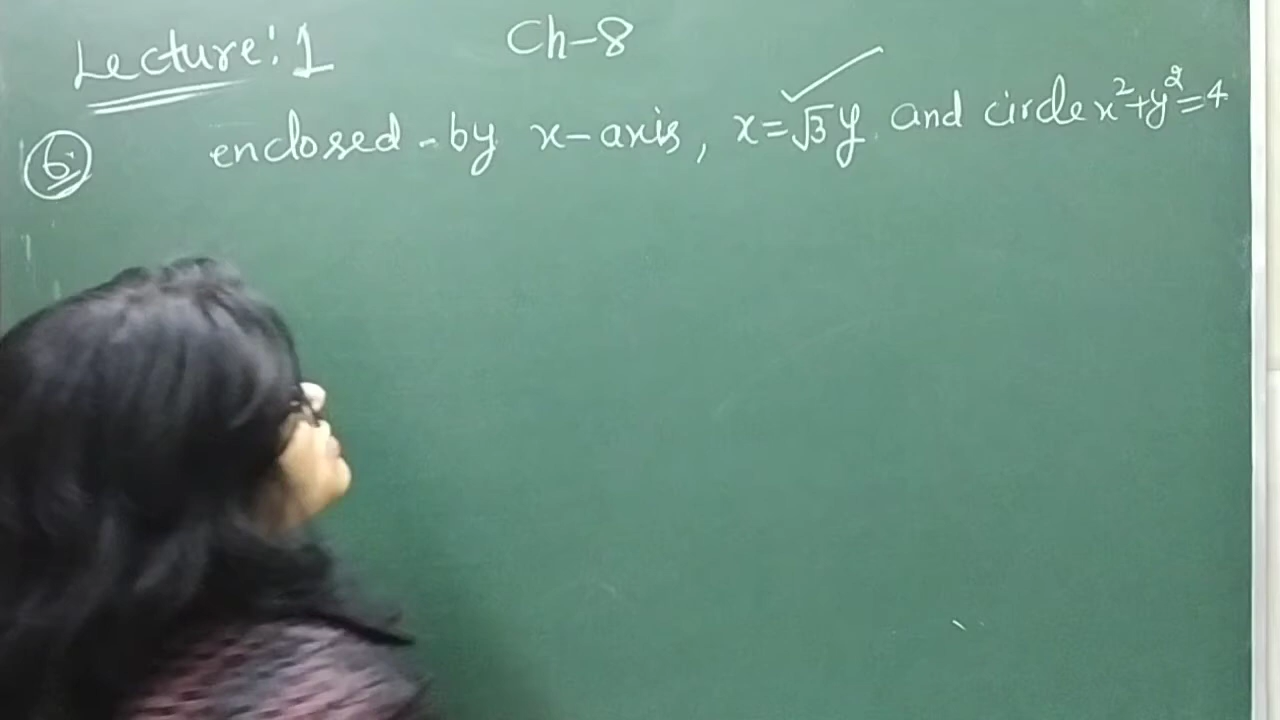 Lecture:1
Ch-8
6. enclosed by x-axis, x=√3y and circle x²+y²=4